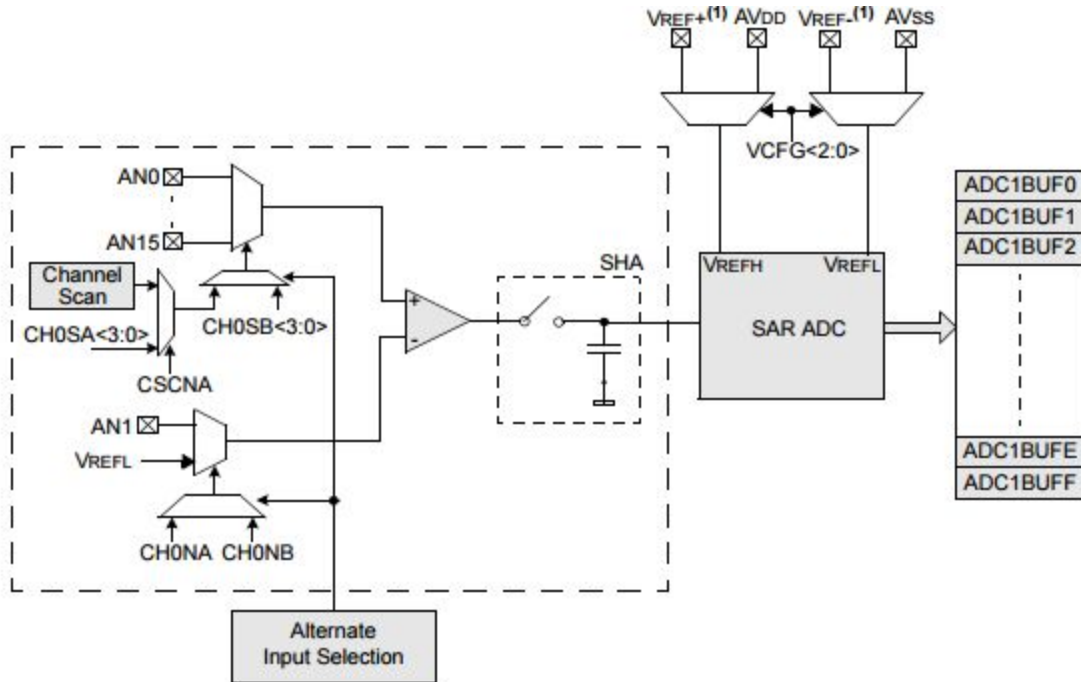 VREF+(1) AVDD VREF-(1) AVSS
VCFG<2:0>
AN0
AN15
Channel
Scan
CH0SA<3:0>
CH0SB<3:0>
CSCNA
AN1
VREFL
CH0NA CH0NB
+
-
SHA
VREFH VREFL
SAR ADC
ADC1BUF0
ADC1BUF1
ADC1BUF2
ADC1BUFE
ADC1BUFF
Alternate
Input Selection